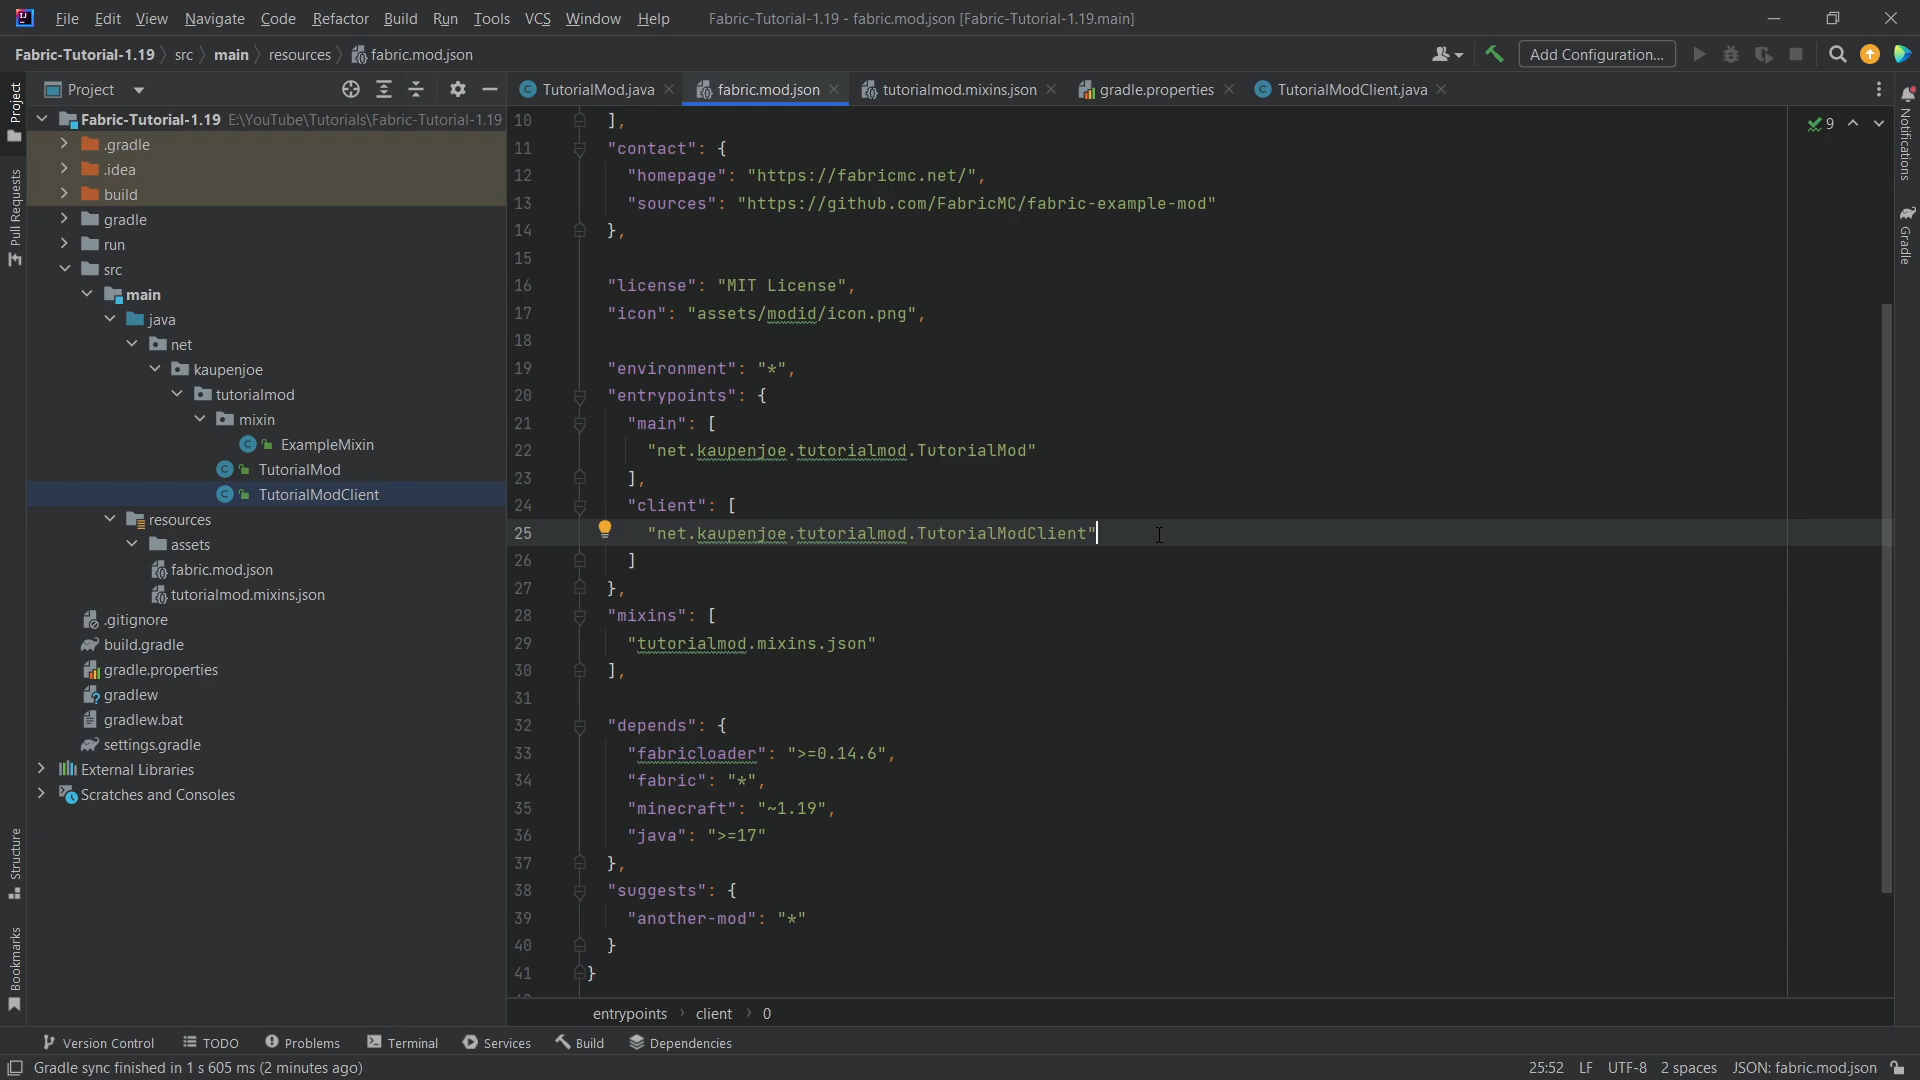 File Edit View Navigate Code Refactor Build Run Tools VCS Window Help Fabric-Tutorial-1.19 - fabric.mod.json [Fabric-Tutorial-1.19.main]
Fabric-Tutorial-1.19 src main resources fabric.mod.json Add Configuration...
Project TutorialMod.java fabric.mod.json tutorialmod.mixins.json gradle.properties TutorialModClient.java
Project
Pull Requests
Structure
Bookmarks
Fabric-Tutorial-1.19 E:\YouTube\Tutorials\Fabric-Tutorial-1.19
.gradle
.idea
build
gradle
run
src
main
java
net
kaupenjoe
tutorialmod
mixin
ExampleMixin
TutorialMod
TutorialModClient
resources
assets
fabric.mod.json
tutorialmod.mixins.json
.gitignore
build.gradle
gradle.properties
gradlew
gradlew.bat
settings.gradle
External Libraries
Scratches and Consoles
10 ],
11 "contact": {
12 "homepage": "https://fabricmc.net/",
13 "sources": "https://github.com/FabricMC/fabric-example-mod"
14 },
15
16 "license": "MIT License",
17 "icon": "assets/modid/icon.png",
18
19 "environment": "*",
20 "entrypoints": {
21 "main": [
22 "net.kaupenjoe.tutorialmod.TutorialMod"
23 ],
24 "client": [
25 "net.kaupenjoe.tutorialmod.TutorialModClient"
26 ]
27 },
28 "mixins": [
29 "tutorialmod.mixins.json"
30 ],
31
32 "depends": {
33 "fabricloader": ">=0.14.6",
34 "fabric": "*",
35 "minecraft": "~1.19",
36 "java": ">=17"
37 },
38 "suggests": {
39 "another-mod": "*"
40 }
41 }
9
Notifications
Gradle
entrypoints client 0
Version Control TODO Problems Terminal Services Build Dependencies
Gradle sync finished in 1 s 605 ms (2 minutes ago) 25:52 LF UTF-8 2 spaces JSON: fabric.mod.json